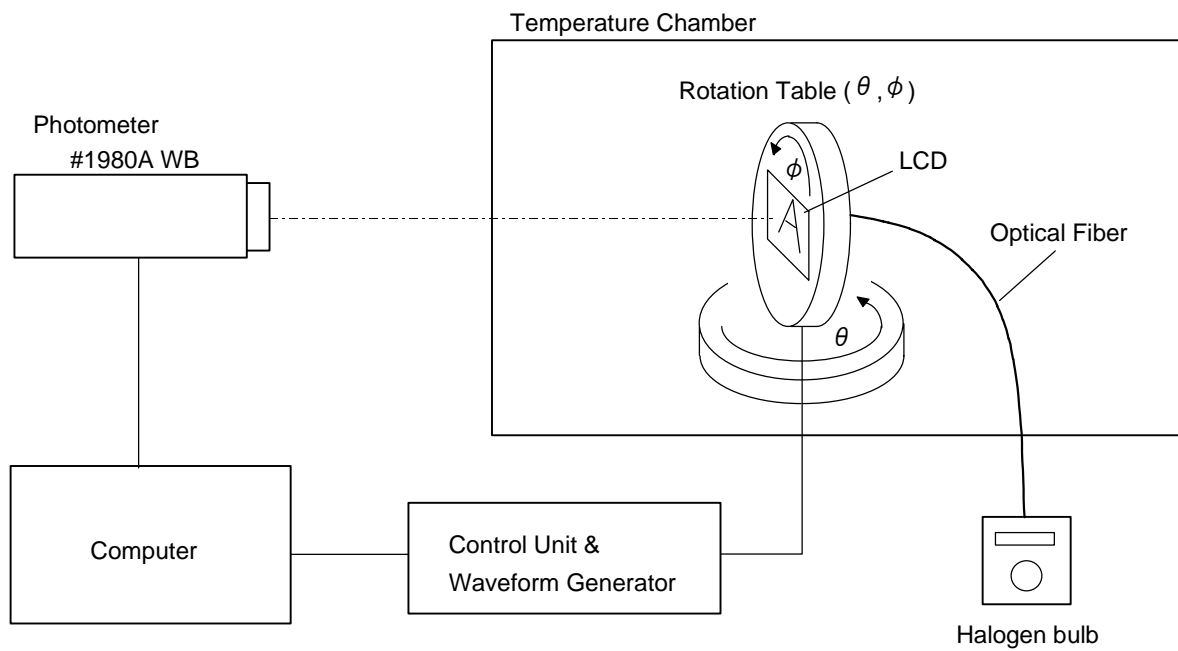 Temperature Chamber
Rotation Table ( θ , ϕ )
Photometer
#1980A WB
LCD
ϕ
A
Optical Fiber
θ
Computer
Control Unit &
Waveform Generator
Halogen bulb